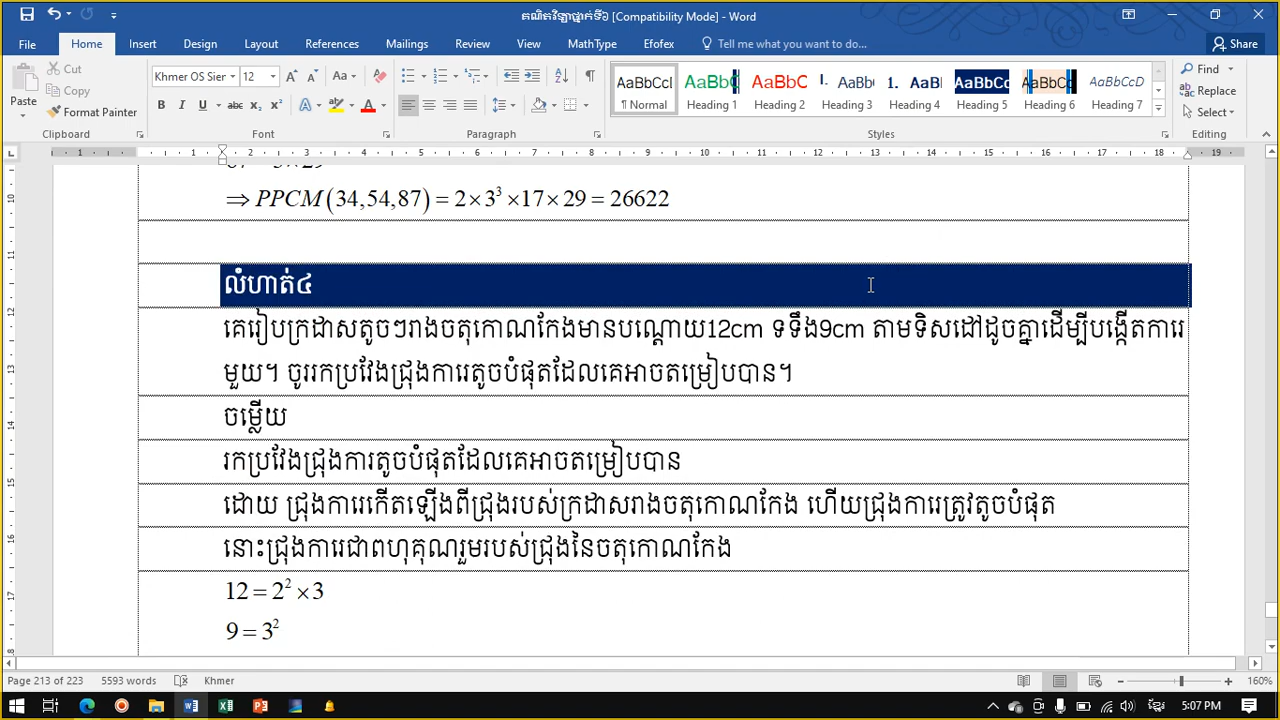 គណិតវិទ្យាថ្នាក់ទី៦ [Compatibility Mode] - Word
File Home Insert Design Layout References Mailings Review View MathType Efofex Tell me what you want to do... Share
Paste Cut Copy Format Painter
Clipboard
Khmer OS Sier 12
Font
Paragraph
AaBbCcI AaBbC AaBbC I. AaBb 1. AaB AaBbCc AaBbCc AaBbCcD
¶ Normal Heading 1 Heading 2 Heading 3 Heading 4 Heading 5 Heading 6 Heading 7
Styles
Find Replace Select
Editing
⇒ PPCM(34,54,87) = 2×3³×17×29 = 26622
លំហាត់៤
គេរៀបក្រដាសតូចៗរាងចតុកោណកែងមានបណ្ដោយ12cm ទទឹង9cm តាមទិសដៅដូចគ្នាដើម្បីបង្កើតការេ
មួយ។ ចូររកប្រវែងជ្រុងការេតូចបំផុតដែលគេអាចតម្រៀបបាន។
ចម្លើយ
រកប្រវែងជ្រុងការតូចបំផុតដែលគេអាចតម្រៀបបាន
ដោយ ជ្រុងការេកើតឡើងពីជ្រុងរបស់ក្រដាសរាងចតុកោណកែង ហើយជ្រុងការេត្រូវតូចបំផុត
នោះជ្រុងការេជាពហុគុណរួមរបស់ជ្រុងនៃចតុកោណកែង
12 = 2² × 3
9 = 3²
Page 213 of 223 5593 words Khmer 160%
5:07 PM